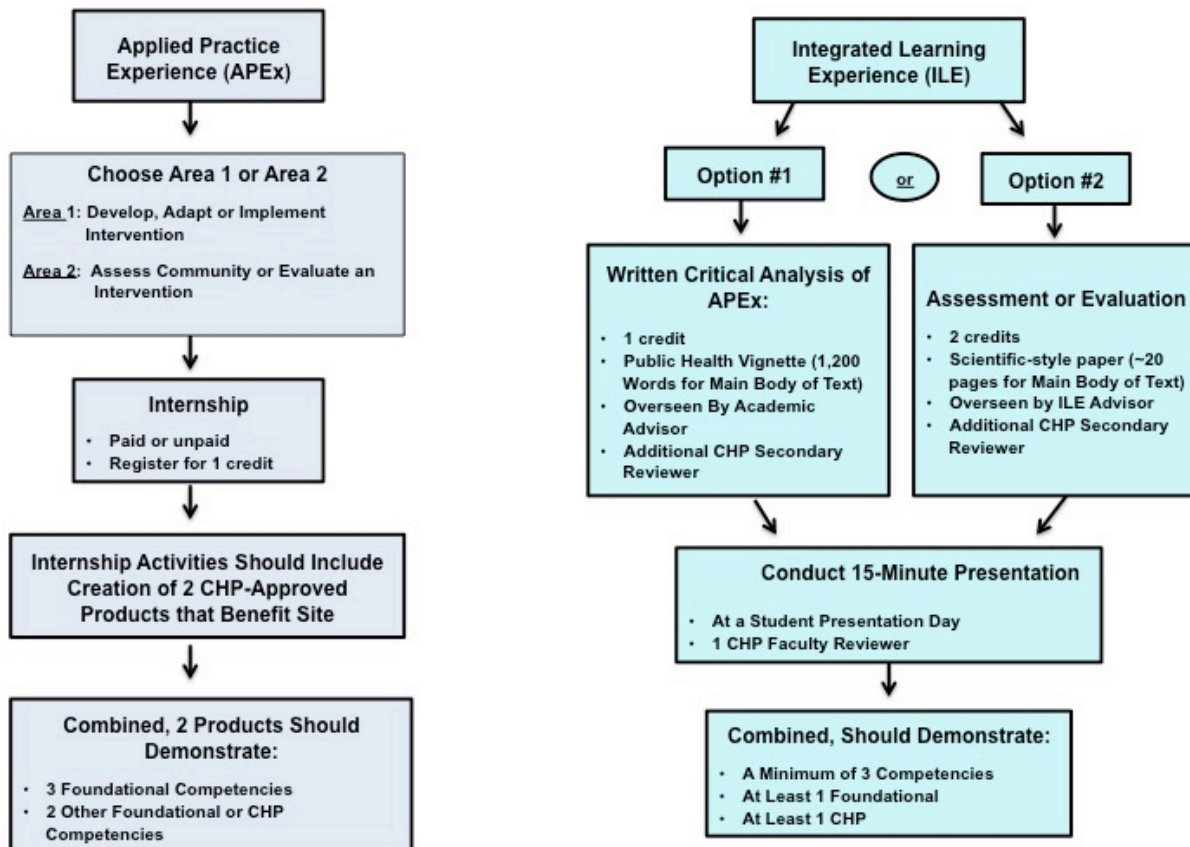 Applied Practice
Experience (APEx)
Choose Area 1 or Area 2
Area 1: Develop, Adapt or Implement
Intervention
Area 2: Assess Community or Evaluate an
Intervention
Internship
• Paid or unpaid
• Register for 1 credit
Internship Activities Should Include
Creation of 2 CHP-Approved
Products that Benefit Site
Combined, 2 Products Should
Demonstrate:
• 3 Foundational Competencies
• 2 Other Foundational or CHP
Competencies
Integrated Learning
Experience (ILE)
Option #1
or
Option #2
Written Critical Analysis of
APEx:
• 1 credit
• Public Health Vignette (1,200
Words for Main Body of Text)
• Overseen By Academic
Advisor
• Additional CHP Secondary
Reviewer
Assessment or Evaluation
• 2 credits
• Scientific-style paper (~20
pages for Main Body of Text)
• Overseen by ILE Advisor
• Additional CHP Secondary
Reviewer
Conduct 15-Minute Presentation
• At a Student Presentation Day
• 1 CHP Faculty Reviewer
Combined, Should Demonstrate:
• A Minimum of 3 Competencies
• At Least 1 Foundational
• At Least 1 CHP